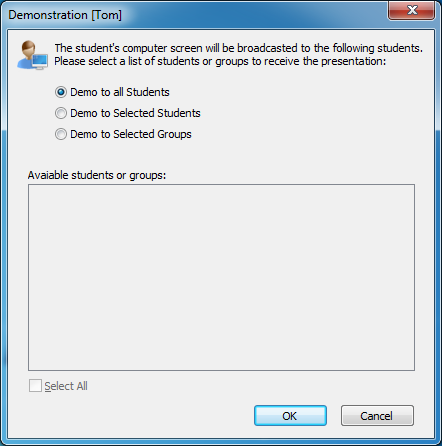 Demonstration [Tom]
The student's computer screen will be broadcasted to the following students.
Please select a list of students or groups to receive the presentation:
Demo to all Students
Demo to Selected Students
Demo to Selected Groups
Avaiable students or groups:
Select All
OK
Cancel